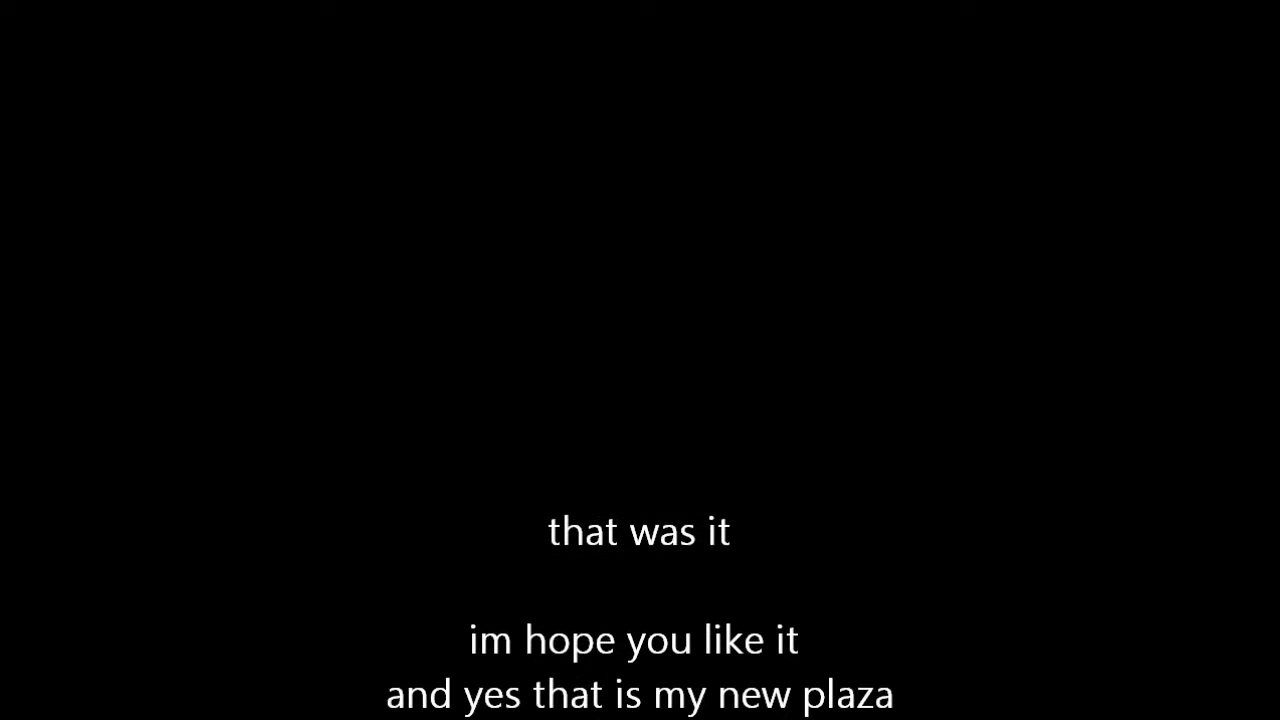 that was it
im hope you like it
and yes that is my new plaza